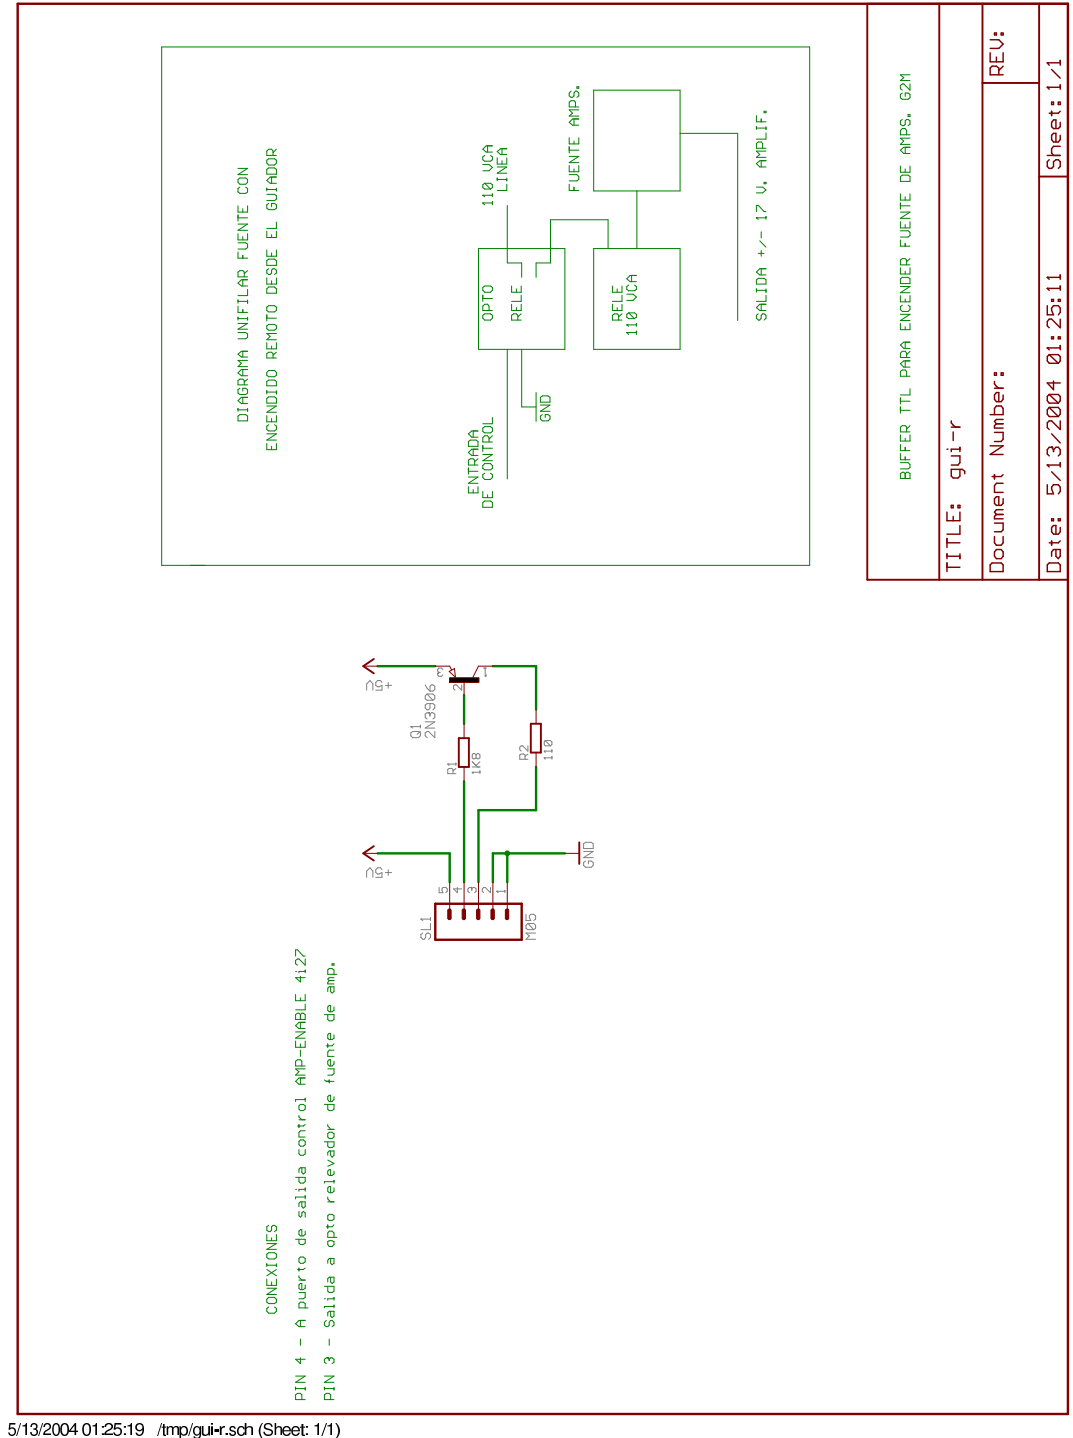 CONEXIONES
PIN 4 - A puerto de salida control AMP-ENABLE 4i27
PIN 3 - Salida a opto relevador de fuente de amp.
SL1
M05
5
4
3
2
1
+5V
+5V
GND
R1
1K8
R2
110
Q1
2N3906
3
2
1
DIAGRAMA UNIFILAR FUENTE CON
ENCENDIDO REMOTO DESDE EL GUIADOR
ENTRADA
DE CONTROL
GND
OPTO
RELE
110 VCA
LINEA
FUENTE AMPS.
RELE
110 VCA
SALIDA +/- 17 V. AMPLIF.
BUFFER TTL PARA ENCENDER FUENTE DE AMPS. G2M
TITLE: gui-r
Document Number:
REV:
Date: 5/13/2004 01:25:11
Sheet: 1/1
5/13/2004 01:25:19 /tmp/gui-r.sch (Sheet: 1/1)